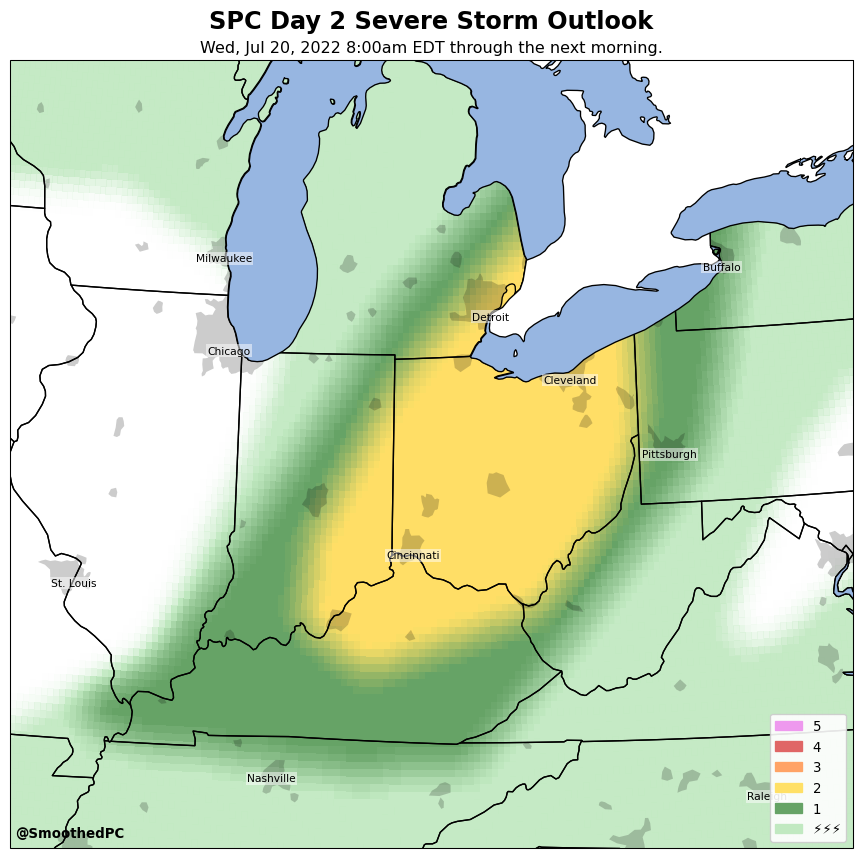 SPC Day 2 Severe Storm Outlook
Wed, Jul 20, 2022 8:00am EDT through the next morning.
Milwaukee
Buffalo
Detroit
Chicago
Cleveland
Pittsburgh
Cincinnati
St. Louis
Nashville
5
4
3
2
1
⚡⚡⚡
@SmoothedPC